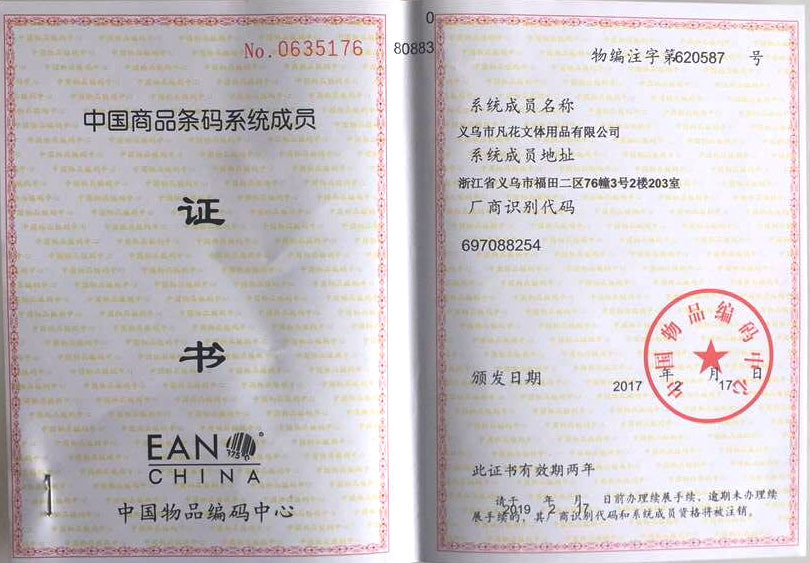 No.0635176
中国商品条码系统成员
证
书
EAN
CHINA
中国物品编码中心
0
80883
物编注字第620587 号
系统成员名称
义乌市凡花文体用品有限公司
系统成员地址
浙江省义乌市福田二区76幢3号2楼203室
厂商识别代码
697088254
中国物品编码中心
颁发日期 2017 年 2 月 17 日
此证书有效期两年
请于 2019 年 2 月 17 日前办理续展手续，逾期未办理续
展手续的，其厂商识别代码和系统成员资格将被注销。